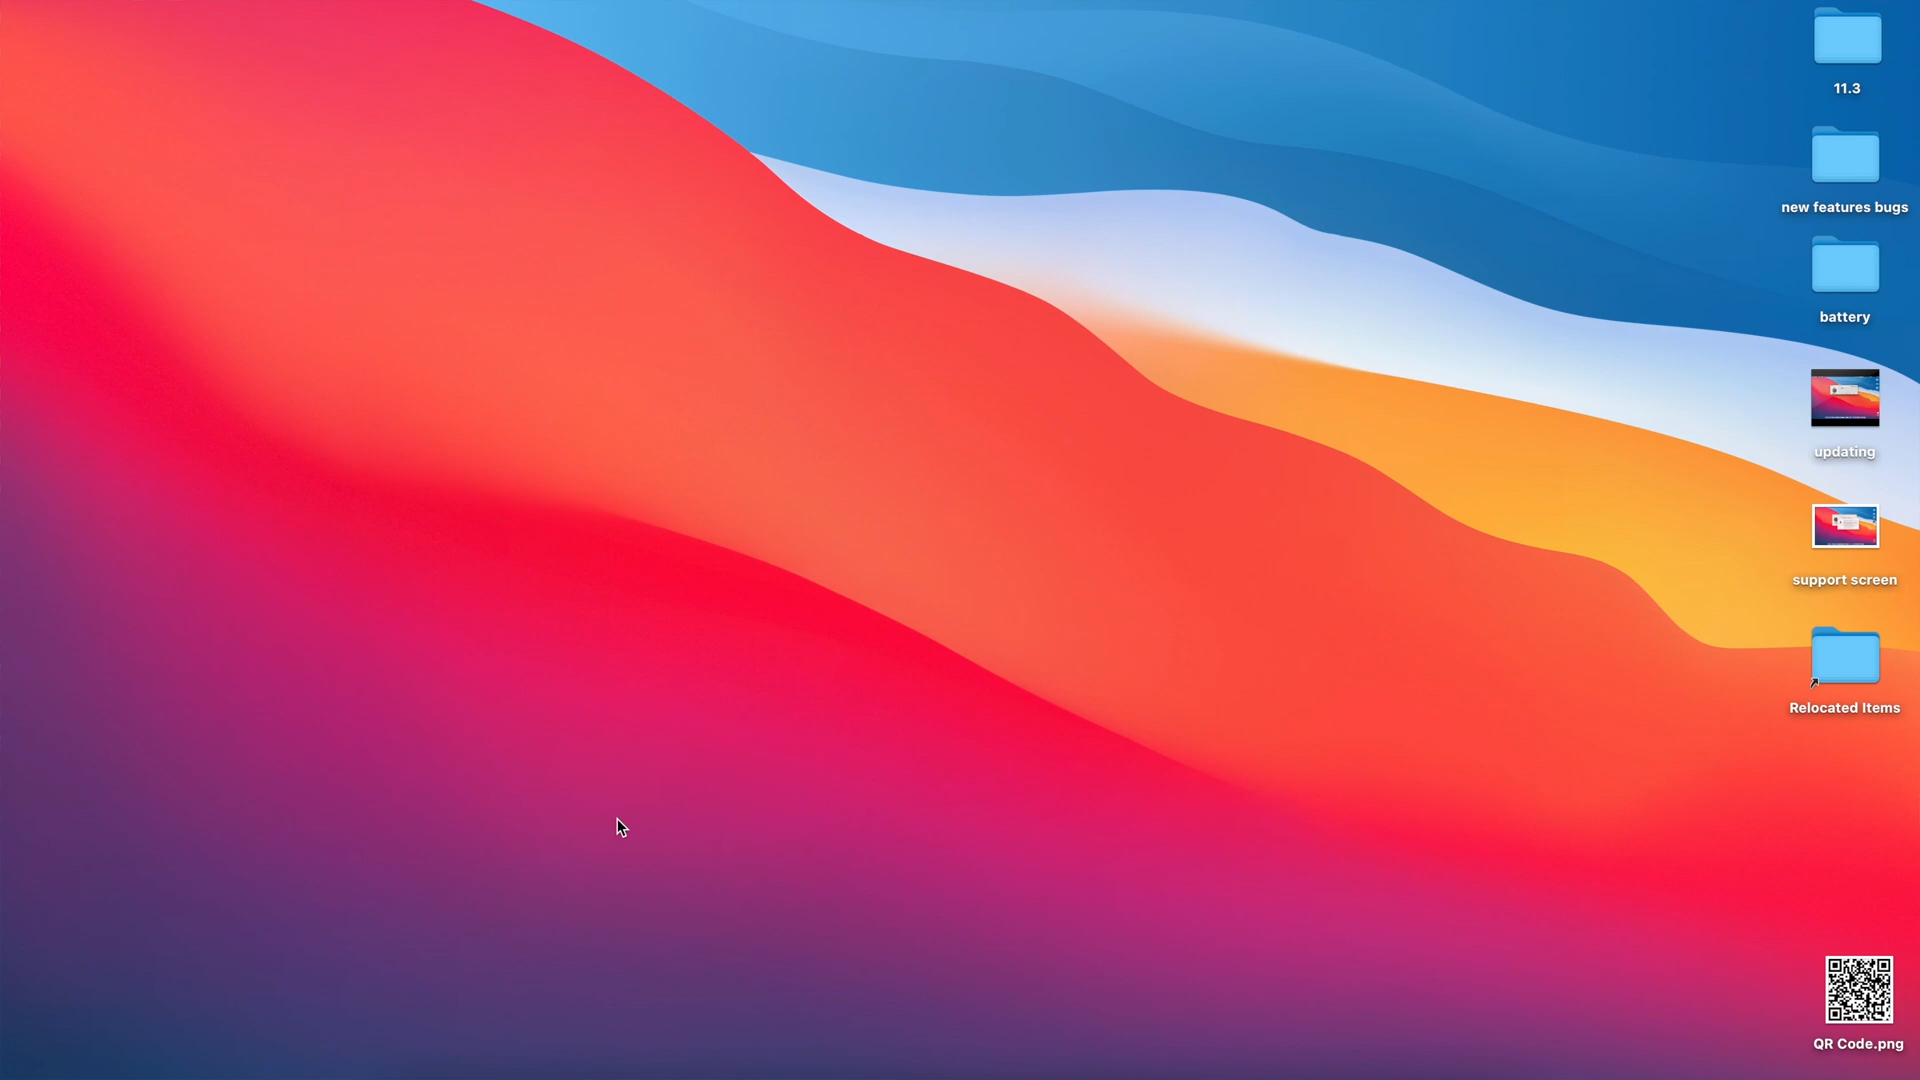 11.3
new features bugs
battery
updating
support screen
Relocated Items
QR Code.png